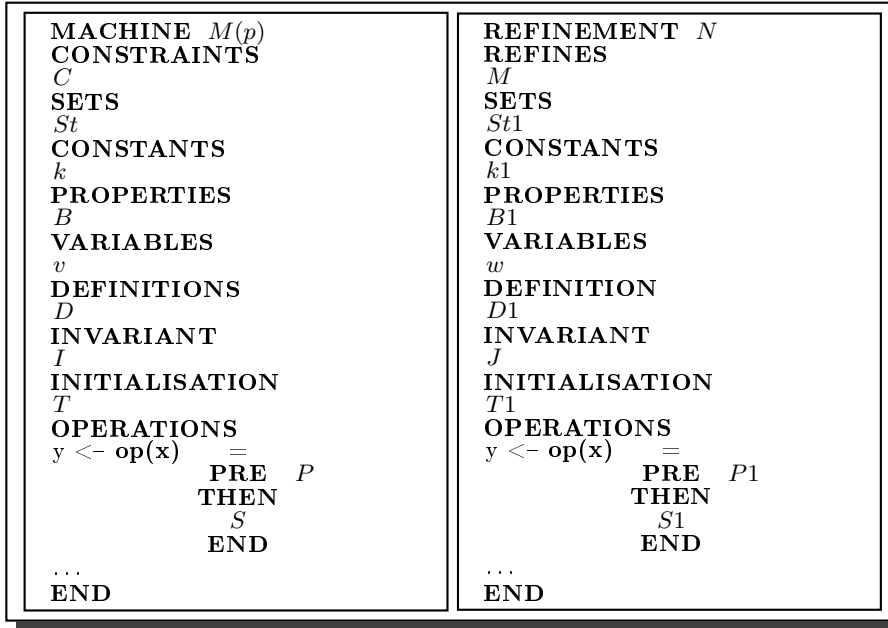 MACHINE M(p)
CONSTRAINTS
C
SETS
St
CONSTANTS
k
PROPERTIES
B
VARIABLES
v
DEFINITIONS
D
INVARIANT
I
INITIALISATION
T
OPERATIONS
y <– op(x) =
PRE P
THEN
S
END
...
END
REFINEMENT N
REFINES
M
SETS
St1
CONSTANTS
k1
PROPERTIES
B1
VARIABLES
w
DEFINITION
D1
INVARIANT
J
INITIALISATION
T1
OPERATIONS
y <– op(x) =
PRE P1
THEN
S1
END
...
END